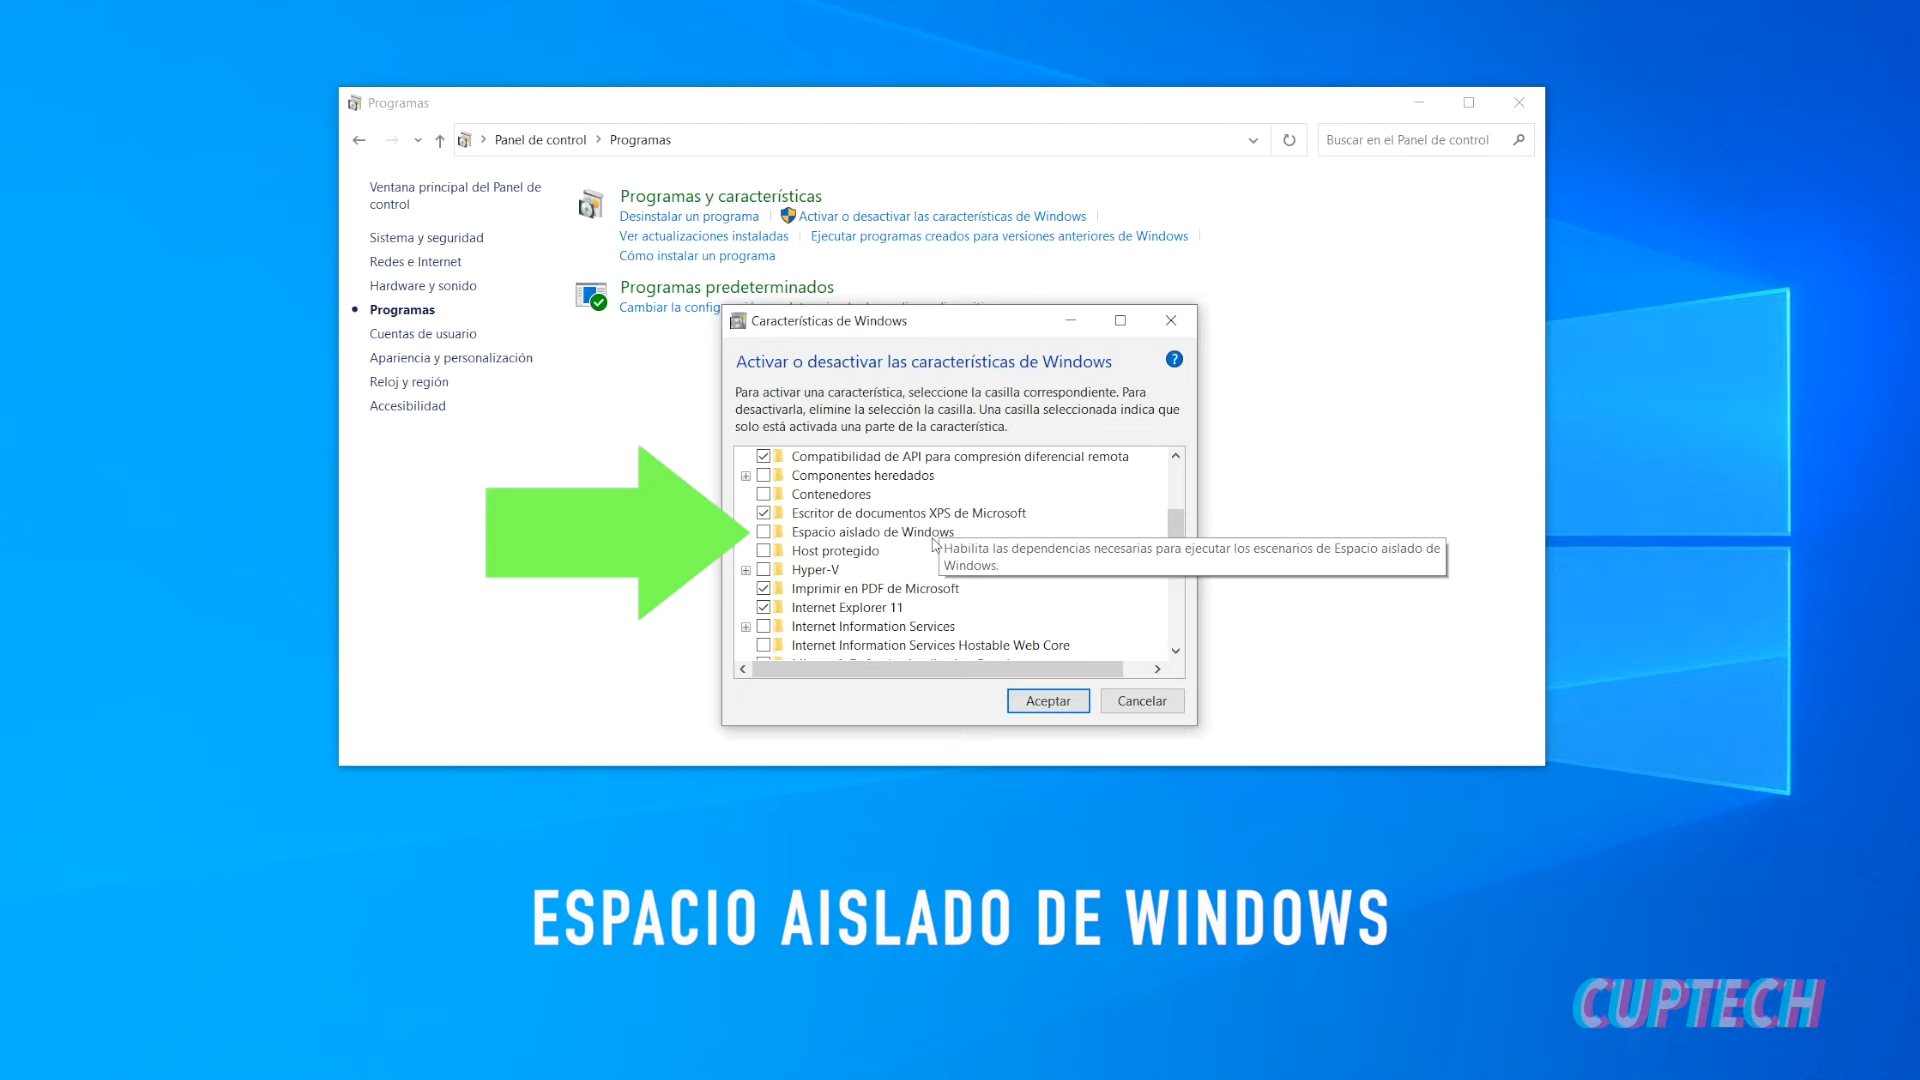 Programas
Panel de control
Programas
Buscar en el Panel de control
Ventana principal del Panel de
control
Sistema y seguridad
Redes e Internet
Hardware y sonido
Programas
Cuentas de usuario
Apariencia y personalización
Reloj y región
Accesibilidad
Programas y características
Desinstalar un programa
Activar o desactivar las características de Windows
Ver actualizaciones instaladas
Ejecutar programas creados para versiones anteriores de Windows
Cómo instalar un programa
Programas predeterminados
Cambiar la config
Características de Windows
Activar o desactivar las características de Windows
?
Para activar una característica, seleccione la casilla correspondiente. Para
desactivarla, elimine la selección la casilla. Una casilla seleccionada indica que
solo está activada una parte de la característica.
Compatibilidad de API para compresión diferencial remota
Componentes heredados
Contenedores
Escritor de documentos XPS de Microsoft
Espacio aislado de Windows
Host protegido
Hyper-V
Imprimir en PDF de Microsoft
Internet Explorer 11
Internet Information Services
Internet Information Services Hostable Web Core
Habilita las dependencias necesarias para ejecutar los escenarios de Espacio aislado de
Windows.
Aceptar
Cancelar
ESPACIO AISLADO DE WINDOWS
CUPTECH